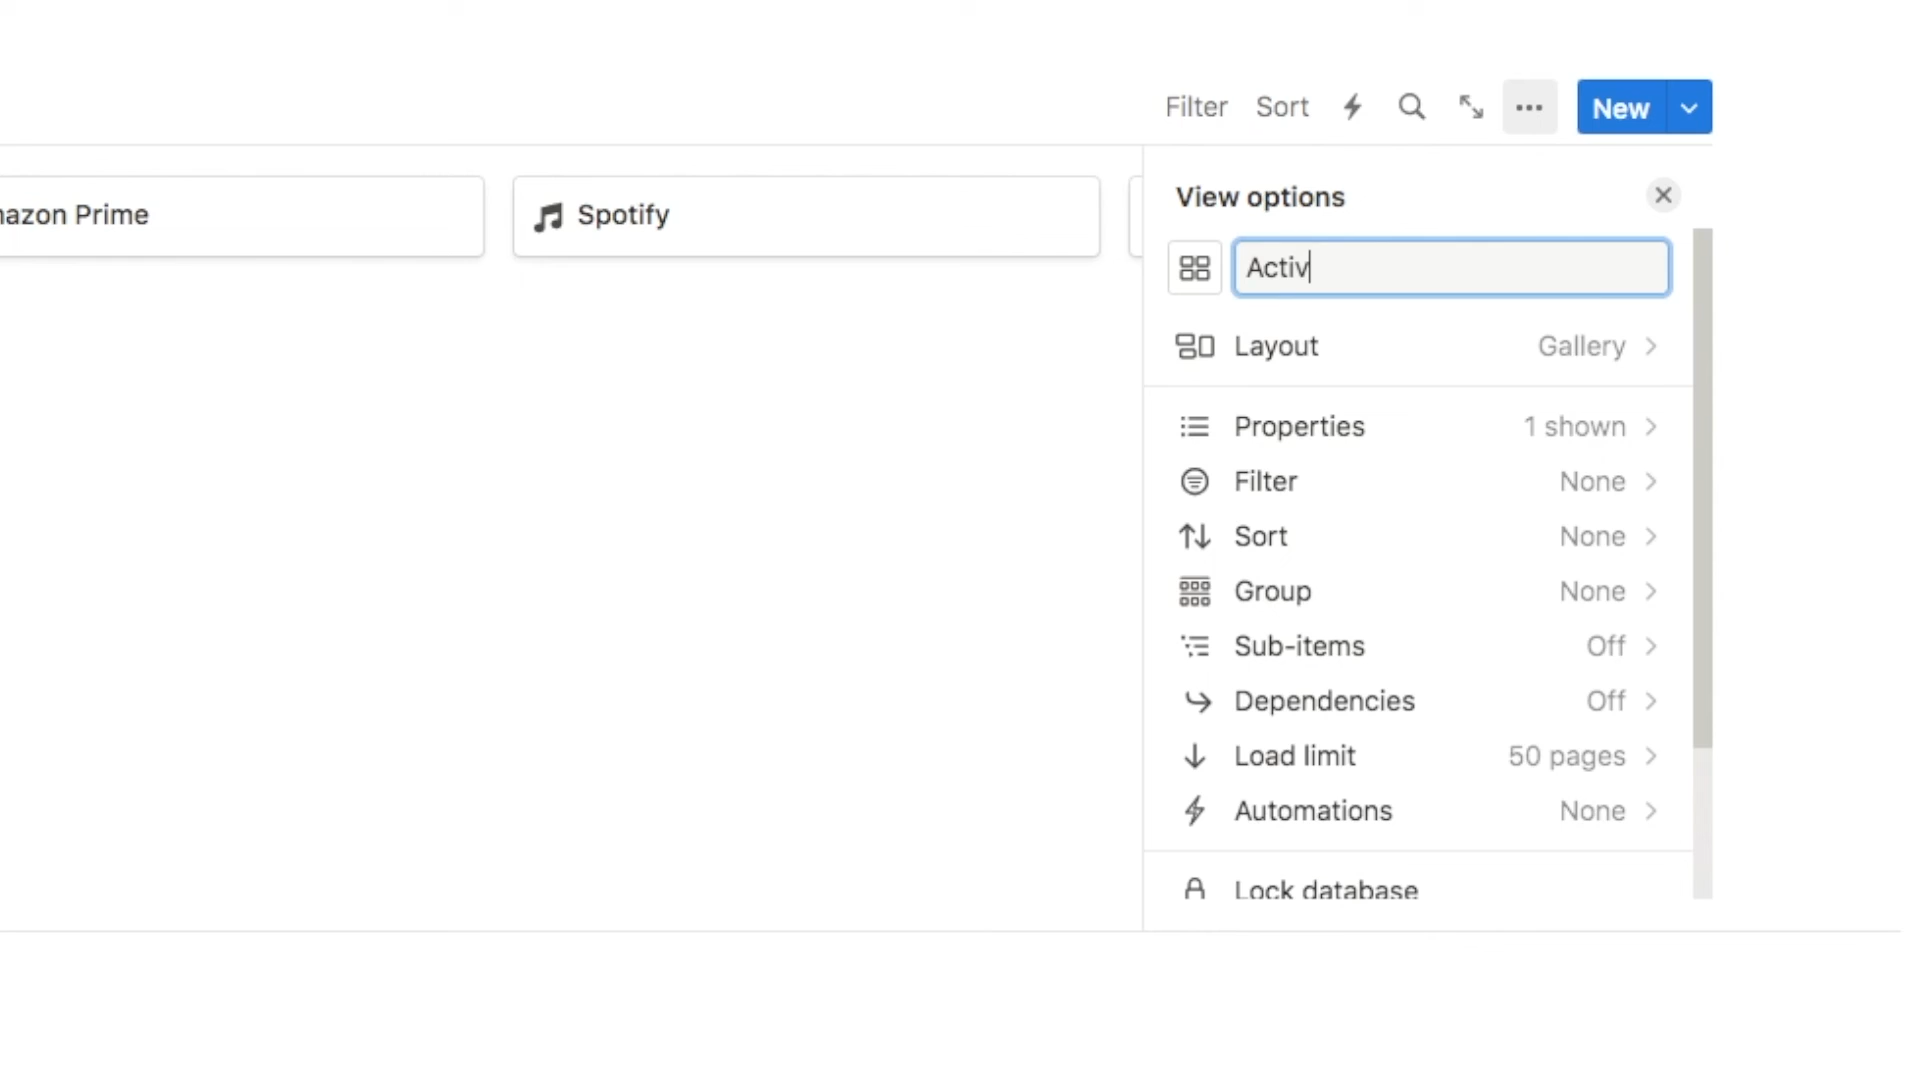 Filter Sort New
mazon Prime
Spotify
View options
Activ
Layout Gallery
Properties 1 shown
Filter None
Sort None
Group None
Sub-items Off
Dependencies Off
Load limit 50 pages
Automations None
Lock database